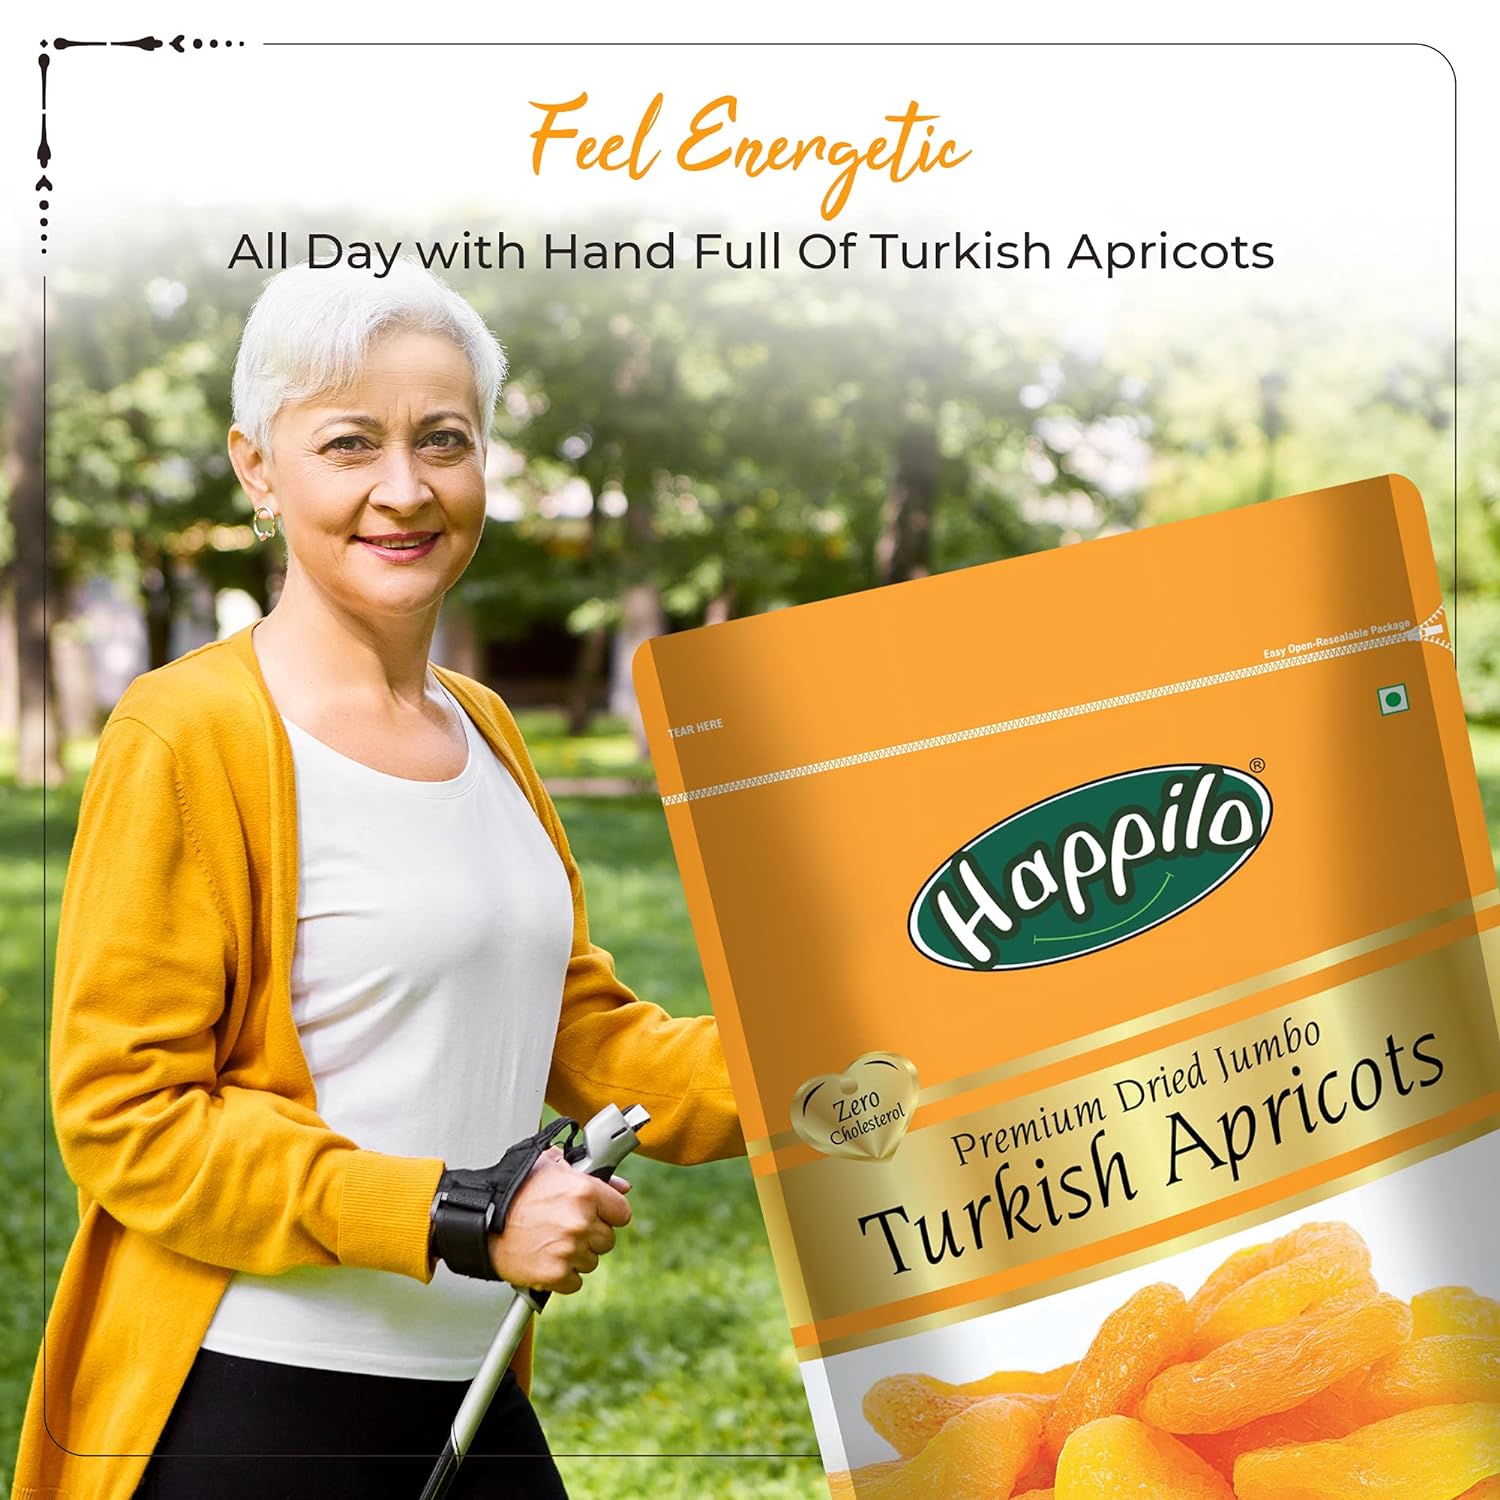 Feel Energetic
All Day with Hand Full Of Turkish Apricots
Easy Open-Resealable Package
TEAR HERE
Happilo®
Zero
Cholesterol
Premium Dried Jumbo
Turkish Apricots